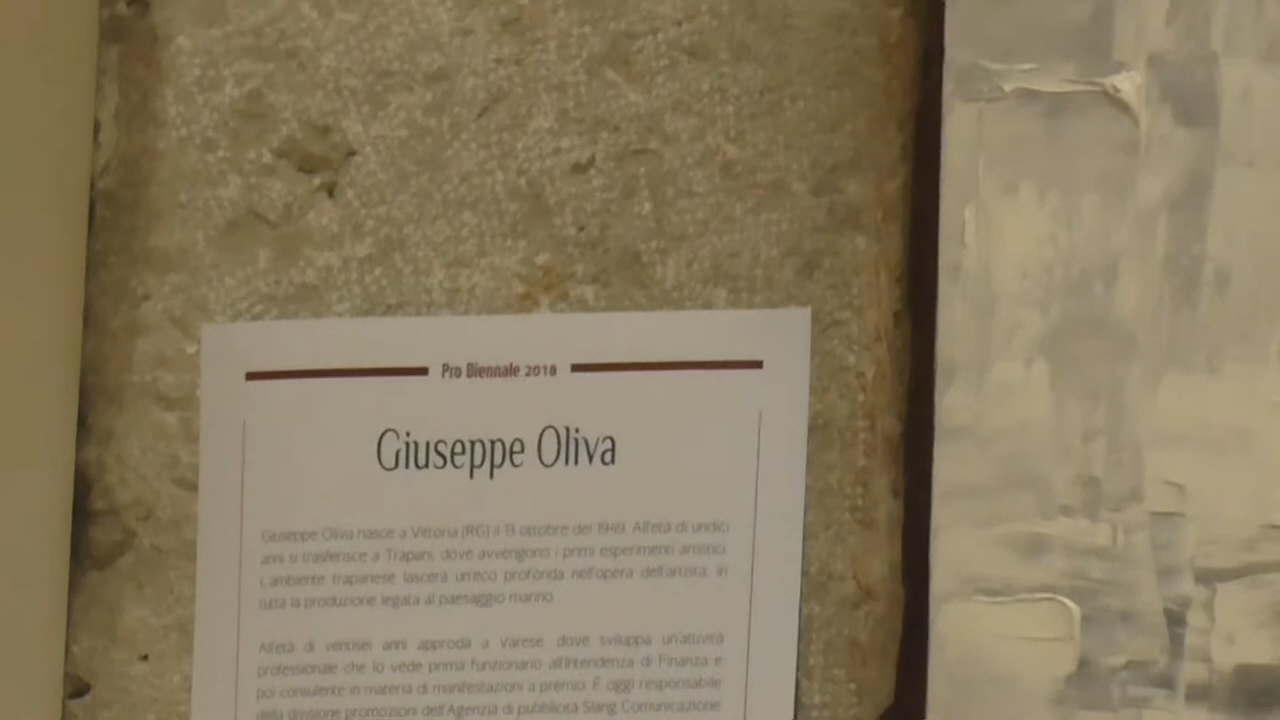 Pro Biennale 2018
Giuseppe Oliva
Giuseppe Oliva nasce a Vittoria (RG) il 13 ottobre del 1949. All'età di undici
anni si trasferisce a Trapani, dove avvengono i primi esperimenti artistici.
L'ambiente trapanese lascerà un'eco profonda nell'opera dell'artista, in
tutta la produzione legata al paesaggio marino.
All'età di ventisei anni approda a Varese, dove sviluppa un'attività
professionale che lo vede prima funzionario all'Intendenza di Finanza e
poi consulente in materia di manifestazioni a premio. È oggi responsabile
della divisione promozioni dell'Agenzia di pubblicità Slang Comunicazione